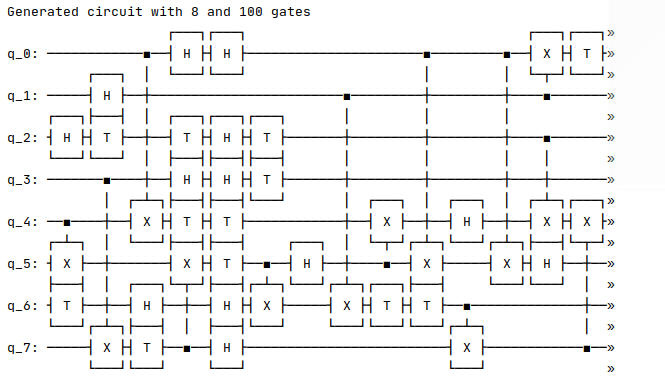 Generated circuit with 8 and 100 gates
»
q_0: H H X T »
»
q_1: H »
»
q_2: H T T H T »
»
q_3: H H T »
»
q_4: X T T X H X X »
»
q_5: X X T H X X H »
»
q_6: T H H X X T T »
»
q_7: X T H X »
»